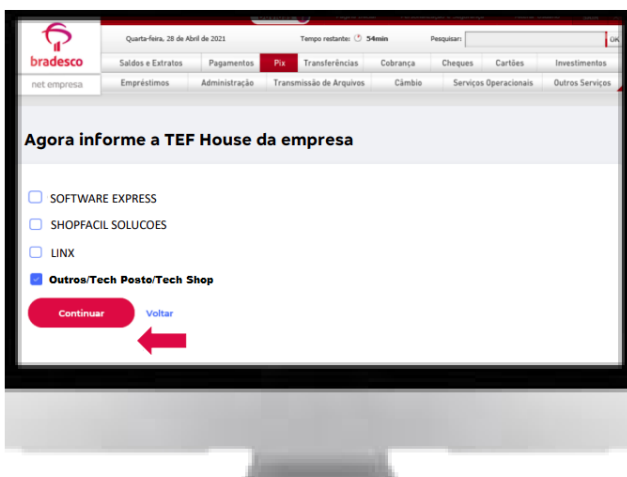 Quarta-feira, 28 de Abril de 2021 Tempo restante: 54min Pesquisar: OK
bradesco
Saldos e Extratos Pagamentos Pix Transferências Cobrança Cheques Cartões Investimentos
net empresa
Empréstimos Administração Transmissão de Arquivos Câmbio Serviços Operacionais Outros Serviços
Agora informe a TEF House da empresa
SOFTWARE EXPRESS
SHOPFACIL SOLUCOES
LINX
Outros/Tech Posto/Tech Shop
Continuar Voltar